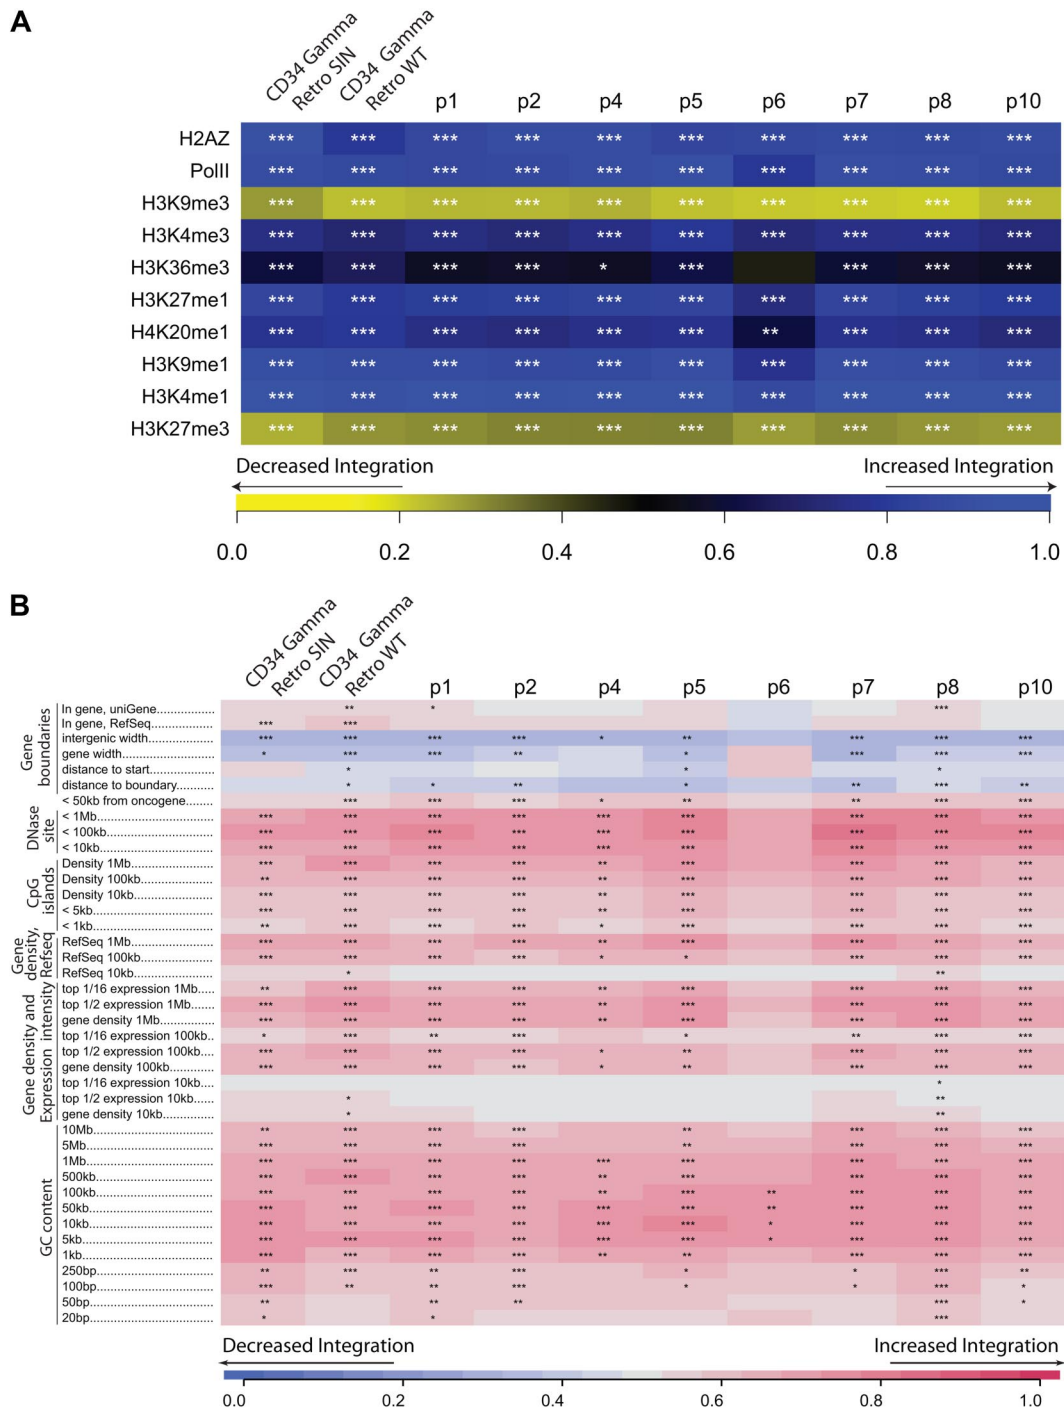 A
CD34 Gamma Retro SIN
CD34 Gamma Retro WT
p1 p2 p4 p5 p6 p7 p8 p10
H2AZ *** *** *** *** *** *** *** *** *** ***
PolII *** *** *** *** *** *** *** *** *** ***
H3K9me3 *** *** *** *** *** *** *** *** *** ***
H3K4me3 *** *** *** *** *** *** *** *** *** ***
H3K36me3 *** *** *** *** * *** *** *** ***
H3K27me1 *** *** *** *** *** *** *** *** *** ***
H4K20me1 *** *** *** *** *** *** ** *** *** ***
H3K9me1 *** *** *** *** *** *** *** *** *** ***
H3K4me1 *** *** *** *** *** *** *** *** *** ***
H3K27me3 *** *** *** *** *** *** *** *** *** ***
Decreased Integration Increased Integration
0.0 0.2 0.4 0.6 0.8 1.0
B
CD34 Gamma Retro SIN
CD34 Gamma Retro WT
p1 p2 p4 p5 p6 p7 p8 p10
Gene boundaries
In gene, uniGene................ ** * ***
In gene, RefSeq.................. *** ***
intergenic width................. *** *** *** *** * ** *** *** ***
gene width........................ * *** *** ** * *** *** ***
distance to start................. * * *
distance to boundary........... * * ** * ** *** **
< 50kb from oncogene........ *** *** *** * ** ** *** ***
DNase site
< 1Mb............................... *** *** *** *** *** *** *** *** ***
< 100kb............................ *** *** *** *** *** *** *** *** ***
< 10kb.............................. *** *** *** *** *** *** *** *** ***
CpG islands
Density 1Mb...................... *** *** *** *** ** *** *** *** ***
Density 100kb................... ** *** *** *** ** *** *** *** ***
Density 10kb..................... *** *** *** *** ** *** *** *** ***
< 5kb................................ *** *** *** *** ** *** *** *** ***
< 1kb................................ ** *** *** *** * *** *** *** ***
Gene density, Refseq
RefSeq 1Mb...................... *** *** *** *** ** *** *** *** ***
RefSeq 100kb................... *** *** *** *** * * *** *** ***
RefSeq 10kb..................... * **
Gene density and Expression intensity
top 1/16 expression 1Mb..... ** *** *** *** ** *** *** *** ***
top 1/2 expression 1Mb...... *** *** *** *** ** *** *** *** ***
gene density 1Mb............... *** *** *** *** ** *** *** *** ***
top 1/16 expression 100kb.. * *** ** *** * ** *** ***
top 1/2 expression 100kb.... *** *** *** *** * ** *** *** ***
gene density 100kb............ *** *** *** *** * ** *** *** ***
top 1/16 expression 10kb.... *
top 1/2 expression 10kb...... * **
gene density 10kb.............. * **
GC content
10Mb................................ ** *** *** *** ** *** *** ***
5Mb.................................. *** *** *** *** ** *** *** ***
1Mb.................................. *** *** *** *** *** *** *** *** ***
500kb............................... *** *** *** *** ** *** *** *** ***
100kb............................... *** *** *** *** ** *** ** *** *** ***
50kb................................. *** *** *** *** *** *** ** *** *** ***
10kb................................. *** *** *** *** *** *** * *** *** ***
5kb................................... *** *** *** *** *** *** * *** *** ***
1kb................................... *** *** *** *** ** ** *** *** ***
250bp............................... ** *** ** *** * * *** **
100bp............................... *** ** ** *** * * *** *
50bp................................. ** ** ** *** *
20bp................................. * * ***
Decreased Integration Increased Integration
0.0 0.2 0.4 0.6 0.8 1.0